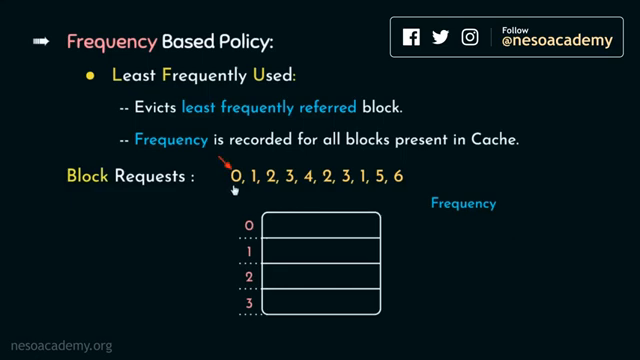 Follow
@nesoacademy
➠ Frequency Based Policy:
● Least Frequently Used:
-- Evicts least frequently referred block.
-- Frequency is recorded for all blocks present in Cache.
Block Requests : 0, 1, 2, 3, 4, 2, 3, 1, 5, 6
Frequency
0
1
2
3
nesoacademy.org